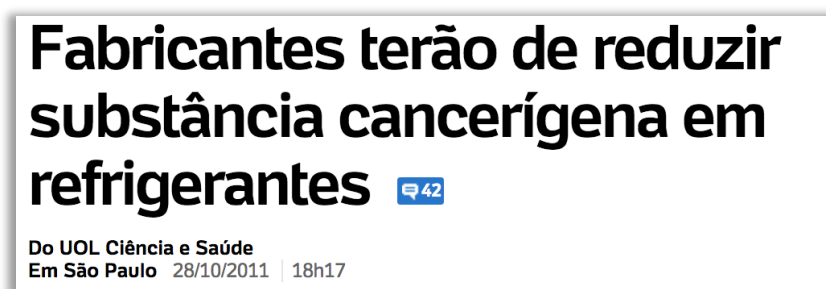 Fabricantes terão de reduzir
substância cancerígena em
refrigerantes 42
Do UOL Ciência e Saúde
Em São Paulo 28/10/2011 18h17